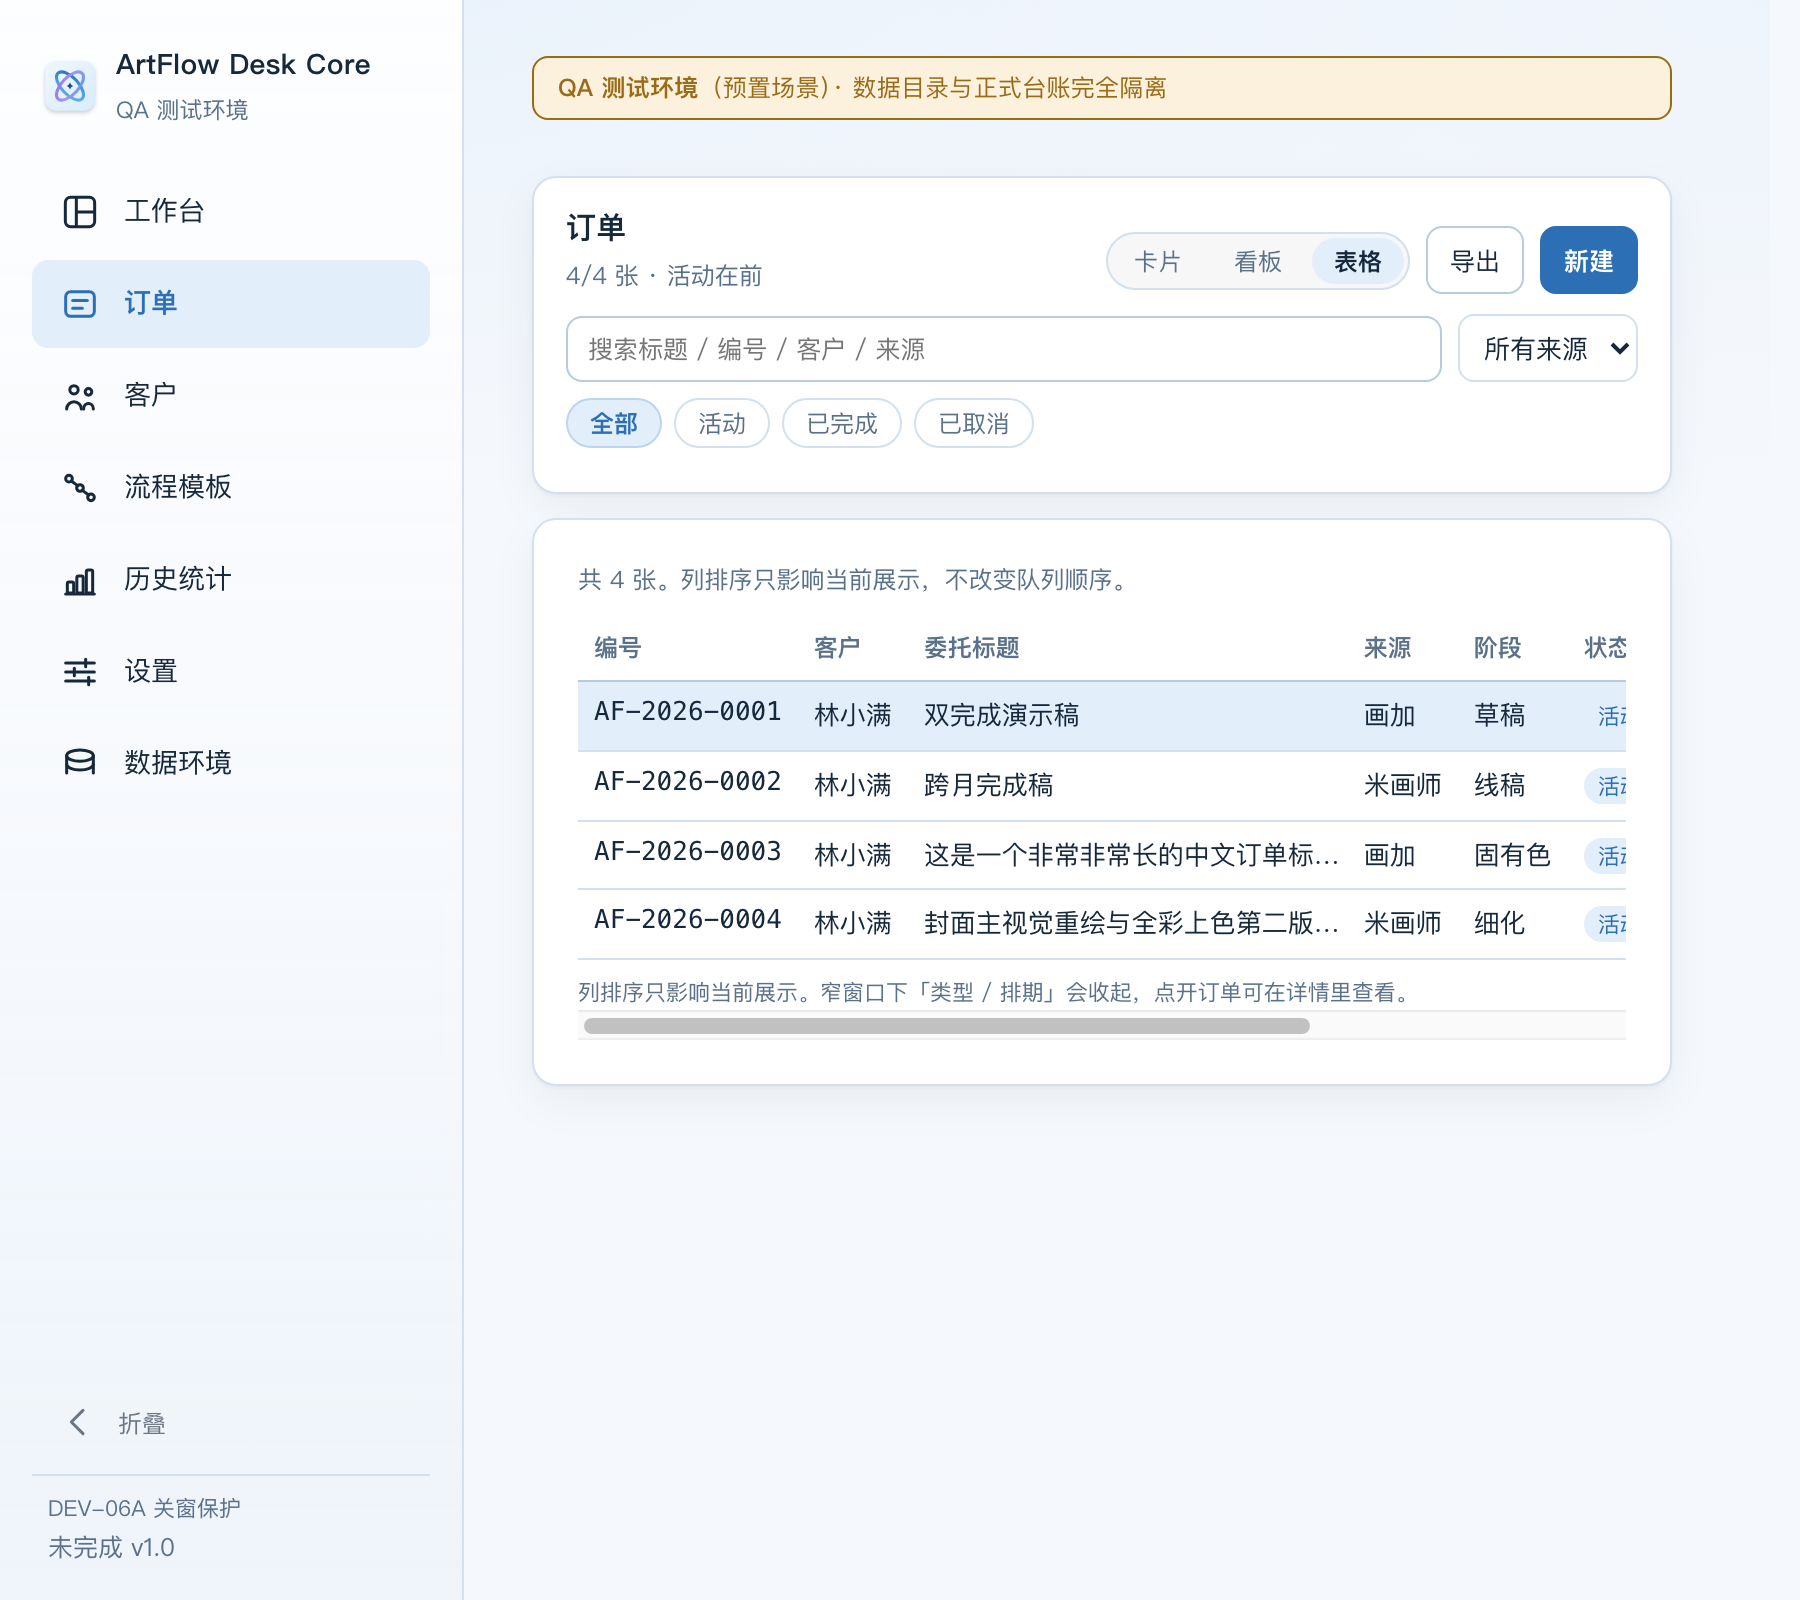 ArtFlow Desk Core
QA 测试环境
工作台
订单
客户
流程模板
历史统计
设置
数据环境
折叠
DEV-06A 关窗保护
未完成 v1.0
QA 测试环境（预置场景）· 数据目录与正式台账完全隔离
订单
4/4 张 · 活动在前
卡片 看板 表格 导出 新建
搜索标题 / 编号 / 客户 / 来源 所有来源
全部 活动 已完成 已取消
共 4 张。列排序只影响当前展示，不改变队列顺序。
编号 客户 委托标题 来源 阶段 状态
AF-2026-0001 林小满 双完成演示稿 画加 草稿 活动
AF-2026-0002 林小满 跨月完成稿 米画师 线稿 活动
AF-2026-0003 林小满 这是一个非常非常长的中文订单标... 画加 固有色 活动
AF-2026-0004 林小满 封面主视觉重绘与全彩上色第二版... 米画师 细化 活动
列排序只影响当前展示。窄窗口下「类型 / 排期」会收起，点开订单可在详情里查看。